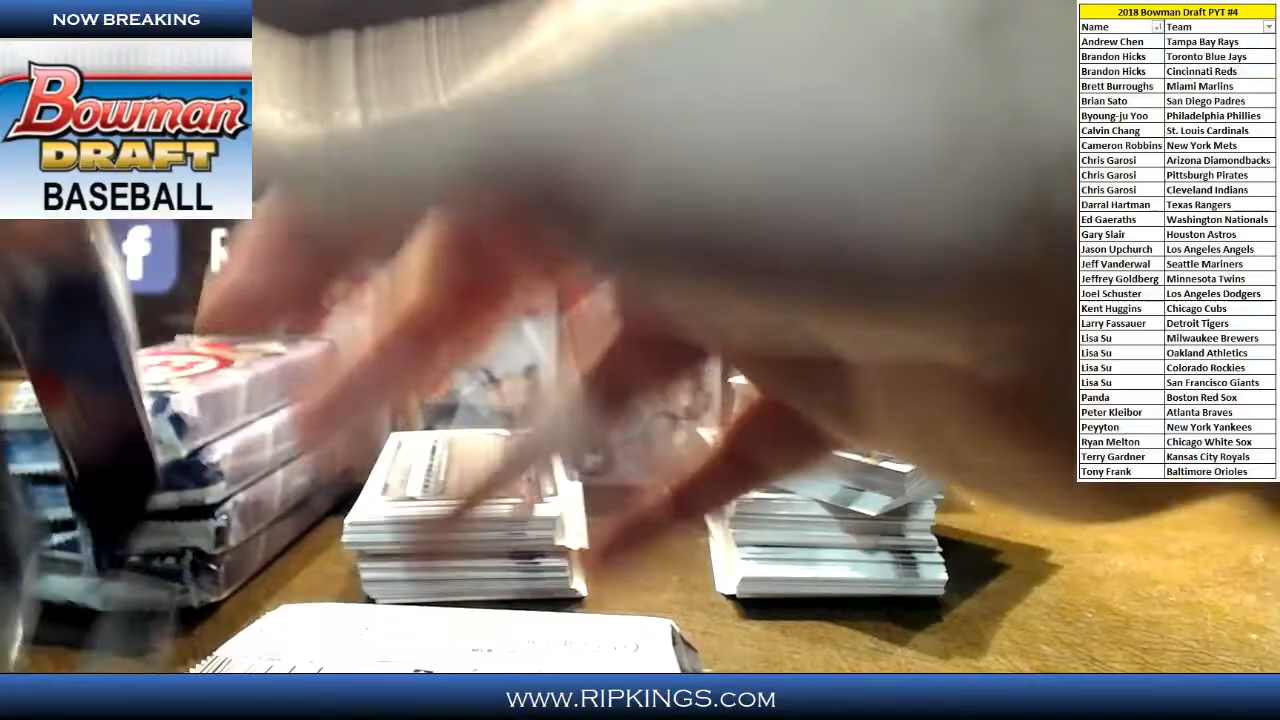 NOW BREAKING
Bowman
DRAFT
BASEBALL
f R
2018 Bowman Draft PYT #4
Name Team
Andrew Chen Tampa Bay Rays
Brandon Hicks Toronto Blue Jays
Brandon Hicks Cincinnati Reds
Brett Burroughs Miami Marlins
Brian Sato San Diego Padres
Byoung-ju Yoo Philadelphia Phillies
Calvin Chang St. Louis Cardinals
Cameron Robbins New York Mets
Chris Garosi Arizona Diamondbacks
Chris Garosi Pittsburgh Pirates
Chris Garosi Cleveland Indians
Darral Hartman Texas Rangers
Ed Gaeraths Washington Nationals
Gary Slair Houston Astros
Jason Upchurch Los Angeles Angels
Jeff Vanderwal Seattle Mariners
Jeffrey Goldberg Minnesota Twins
Joel Schuster Los Angeles Dodgers
Kent Huggins Chicago Cubs
Larry Fassauer Detroit Tigers
Lisa Su Milwaukee Brewers
Lisa Su Oakland Athletics
Lisa Su Colorado Rockies
Lisa Su San Francisco Giants
Panda Boston Red Sox
Peter Kleibor Atlanta Braves
Peyyton New York Yankees
Ryan Melton Chicago White Sox
Terry Gardner Kansas City Royals
Tony Frank Baltimore Orioles
WWW.RIPKINGS.COM